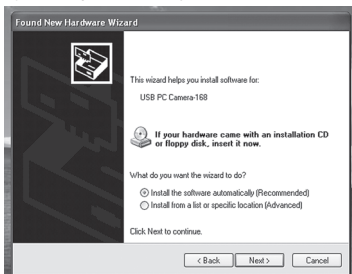 Found New Hardware Wizard
This wizard helps you install software for:
USB PC Camera-168
If your hardware came with an installation CD
or floppy disk, insert it now.
What do you want the wizard to do?
Install the software automatically (Recommended)
Install from a list or specific location (Advanced)
Click Next to continue.
< Back
Next >
Cancel